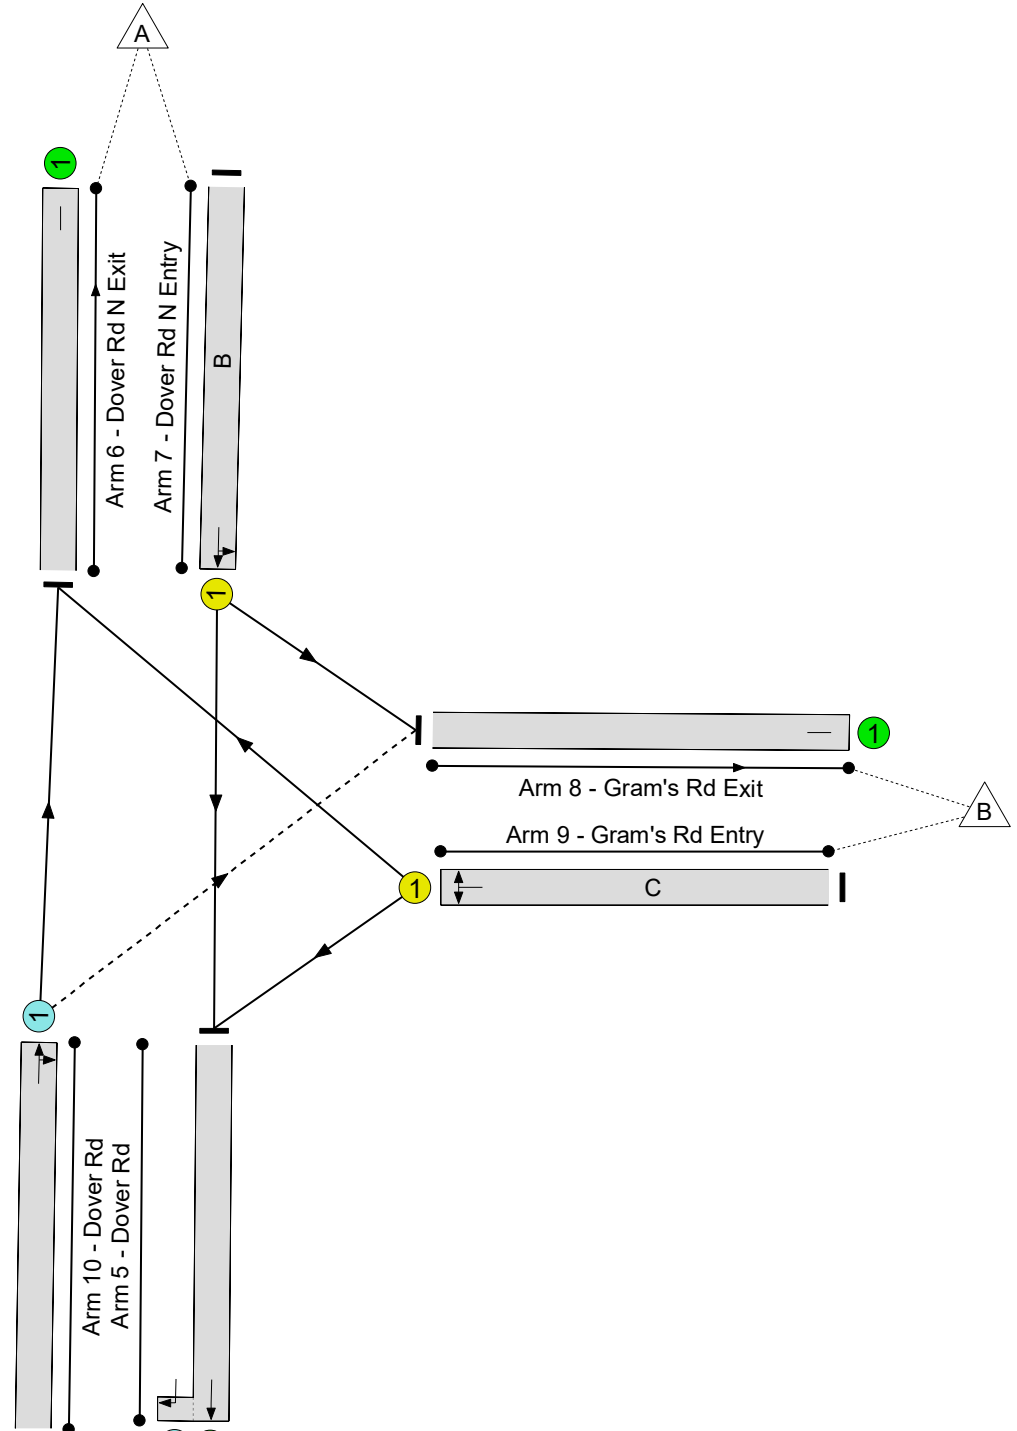 A
1
Arm 6 - Dover Rd N Exit
Arm 7 - Dover Rd N Entry
B
1
1
Arm 8 - Gram's Rd Exit
B
Arm 9 - Gram's Rd Entry
1
C
1
Arm 10 - Dover Rd
Arm 5 - Dover Rd